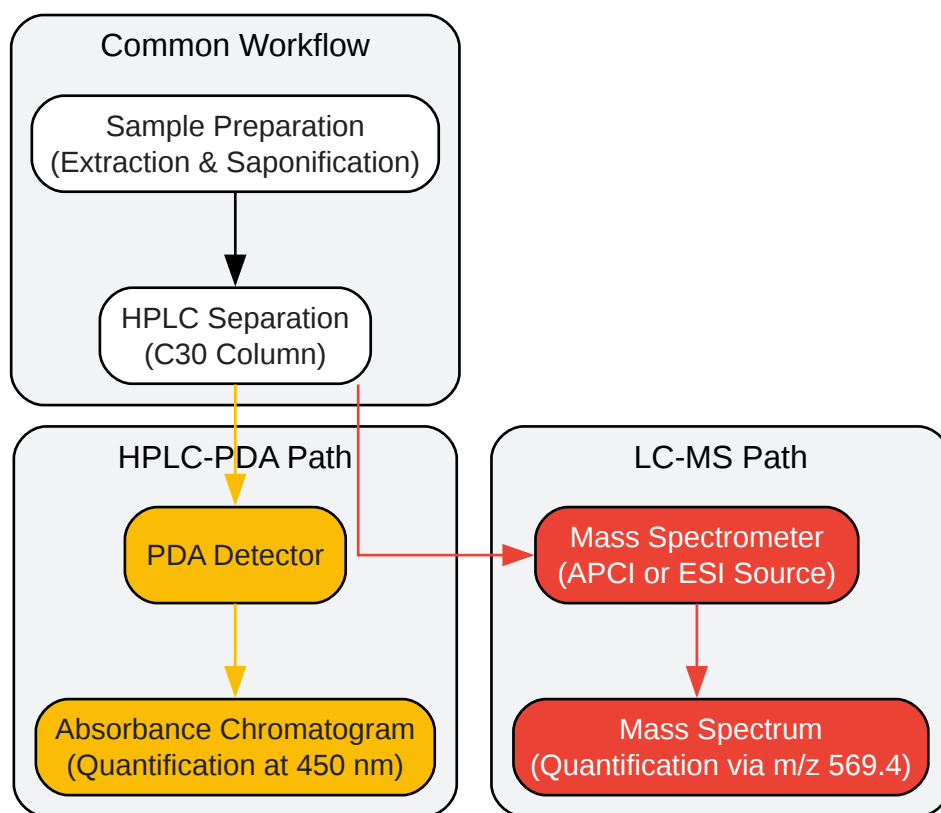 Common Workflow
Sample Preparation
(Extraction & Saponification)
HPLC Separation
(C30 Column)
HPLC-PDA Path
PDA Detector
Absorbance Chromatogram
(Quantification at 450 nm)
LC-MS Path
Mass Spectrometer
(APCI or ESI Source)
Mass Spectrum
(Quantification via m/z 569.4)